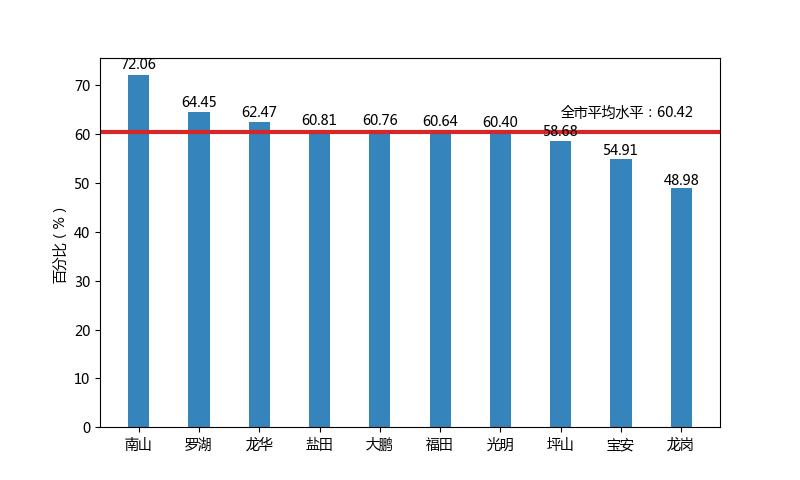 72.06
64.45
62.47
60.81
60.76
60.64
60.40
58.68
54.91
48.98
全市平均水平：60.42
百分比（%）
70
60
50
40
30
20
10
0
南山
罗湖
龙华
盐田
大鹏
福田
光明
坪山
宝安
龙岗